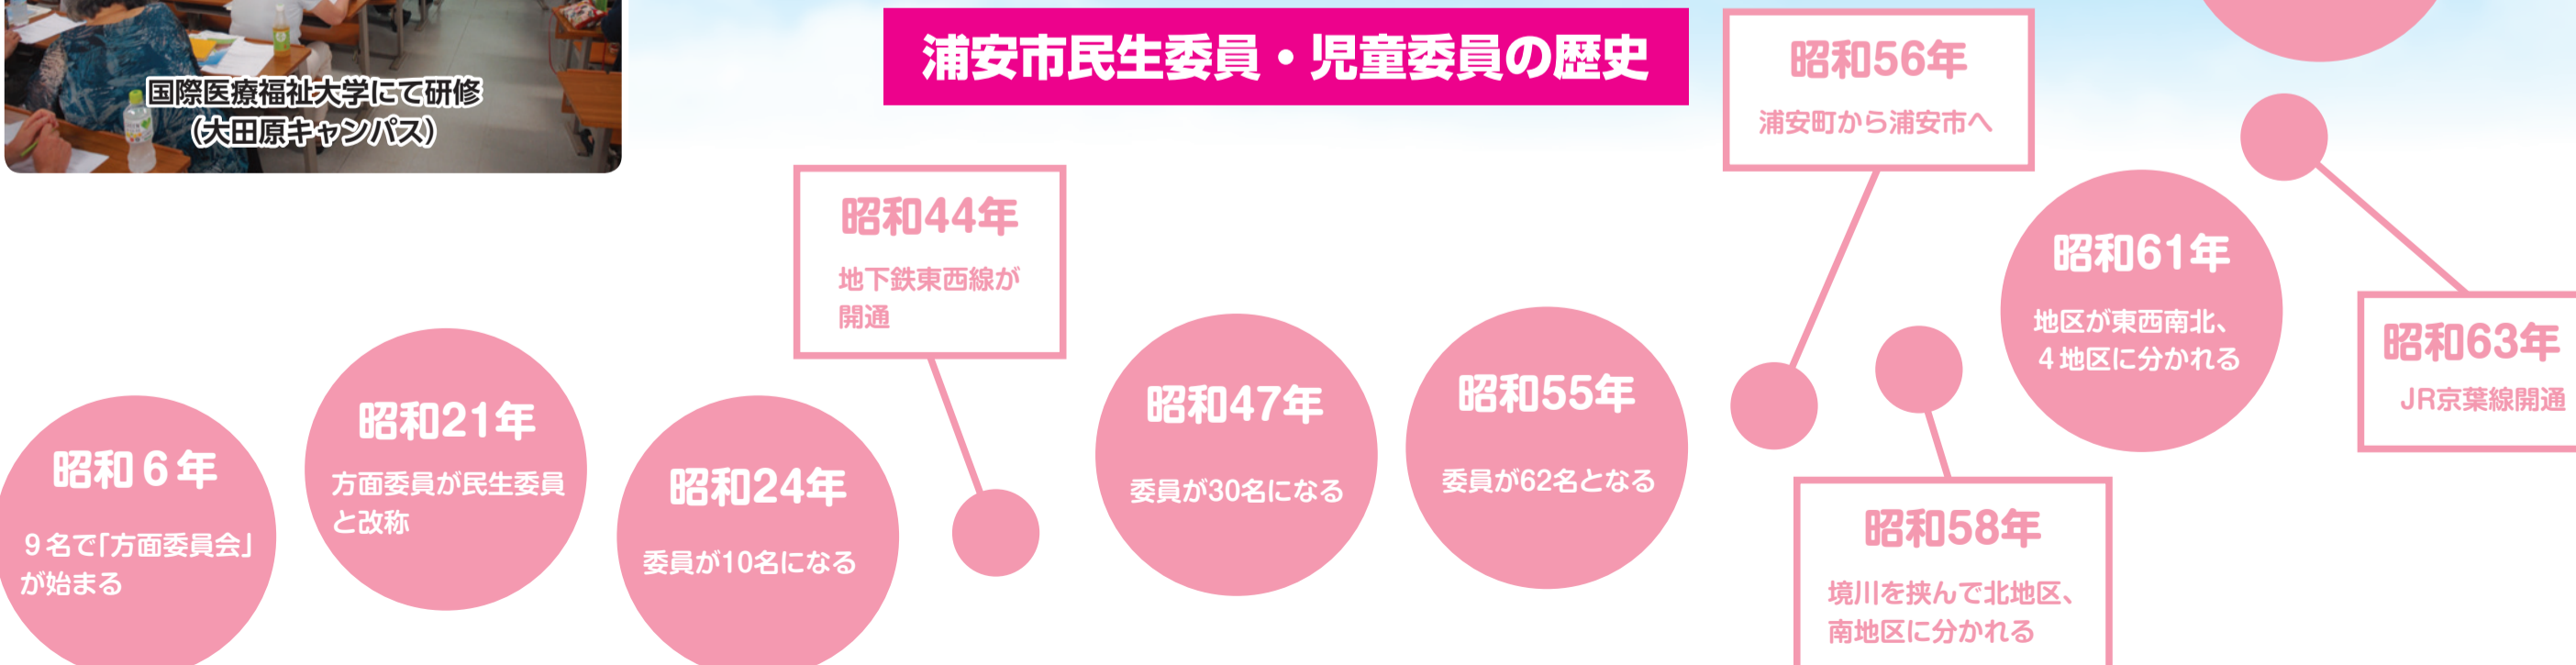 国際医療福祉大学にて研修
（大田原キャンパス）
浦安市民生委員・児童委員の歴史
昭和６年
９名で「方面委員会」
が始まる
昭和21年
方面委員が民生委員
と改称
昭和24年
委員が10名になる
昭和44年
地下鉄東西線が
開通
昭和47年
委員が30名になる
昭和55年
委員が62名となる
昭和56年
浦安町から浦安市へ
昭和58年
境川を挟んで北地区、
南地区に分かれる
昭和61年
地区が東西南北、
４地区に分かれる
昭和63年
JR京葉線開通